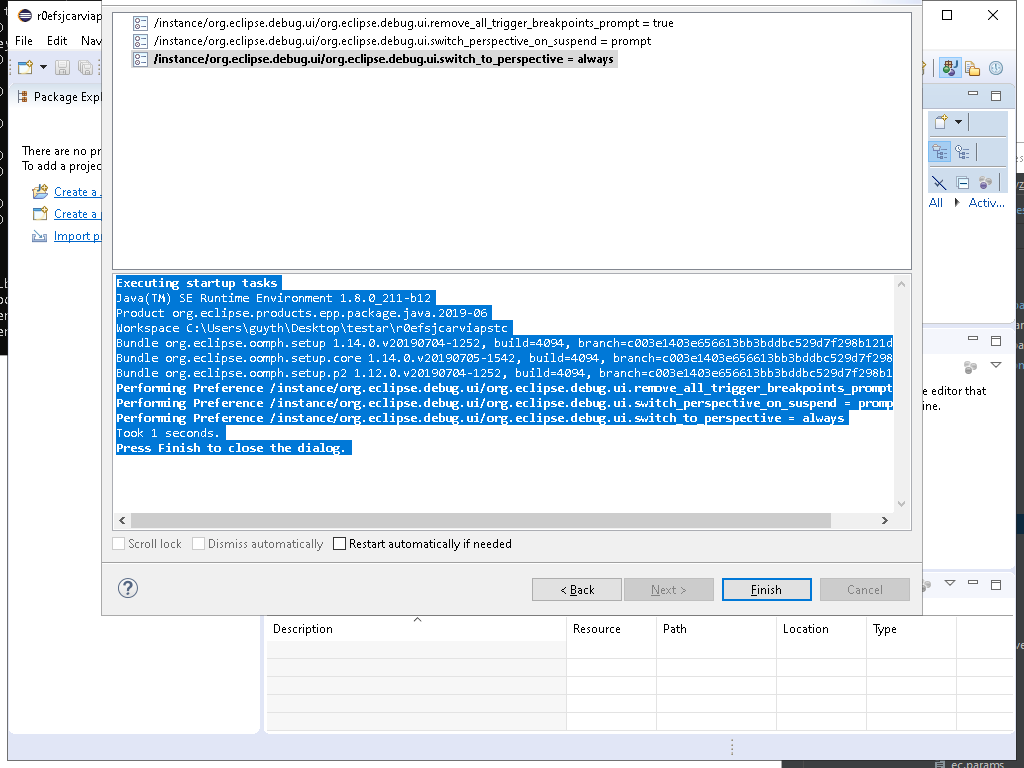 r0efsjcarviap
/instance/org.eclipse.debug.ui/org.eclipse.debug.ui.remove_all_trigger_breakpoints_prompt = true
/instance/org.eclipse.debug.ui/org.eclipse.debug.ui.switch_perspective_on_suspend = prompt
/instance/org.eclipse.debug.ui/org.eclipse.debug.ui.switch_to_perspective = always
File Edit Nav
Package Expl
There are no pr
To add a projec
Create a
Create a
Import p
All Activ...
Executing startup tasks
Java(TM) SE Runtime Environment 1.8.0_211-b12
Product org.eclipse.products.epp.package.java.2019-06
Workspace C:\Users\guyth\Desktop\testar\r0efsjcarviapstc
Bundle org.eclipse.oomph.setup 1.14.0.v20190704-1252, build=4094, branch=c003e1403e656613bb3bddbc529d7f298b121d
Bundle org.eclipse.oomph.setup.core 1.14.0.v20190705-1542, build=4094, branch=c003e1403e656613bb3bddbc529d7f298
Bundle org.eclipse.oomph.setup.p2 1.12.0.v20190704-1252, build=4094, branch=c003e1403e656613bb3bddbc529d7f298b1
Performing Preference /instance/org.eclipse.debug.ui/org.eclipse.debug.ui.remove_all_trigger_breakpoints_prompt
Performing Preference /instance/org.eclipse.debug.ui/org.eclipse.debug.ui.switch_perspective_on_suspend = promp
Performing Preference /instance/org.eclipse.debug.ui/org.eclipse.debug.ui.switch_to_perspective = always
Took 1 seconds.
Press Finish to close the dialog.
e editor that
ine.
Scroll lock Dismiss automatically Restart automatically if needed
< Back Next > Finish Cancel
Description Resource Path Location Type
ec.params